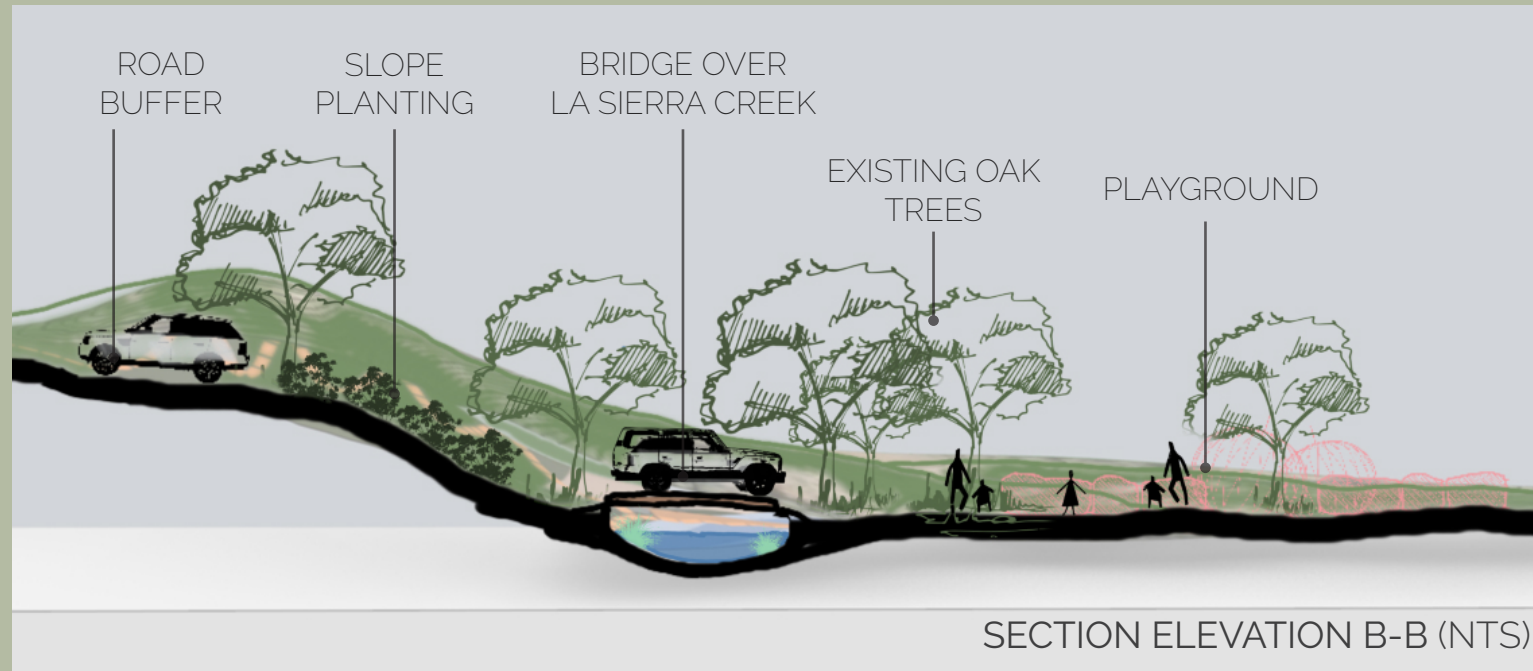 ROAD
BUFFER
SLOPE
PLANTING
BRIDGE OVER
LA SIERRA CREEK
EXISTING OAK
TREES
PLAYGROUND
SECTION ELEVATION B-B (NTS)